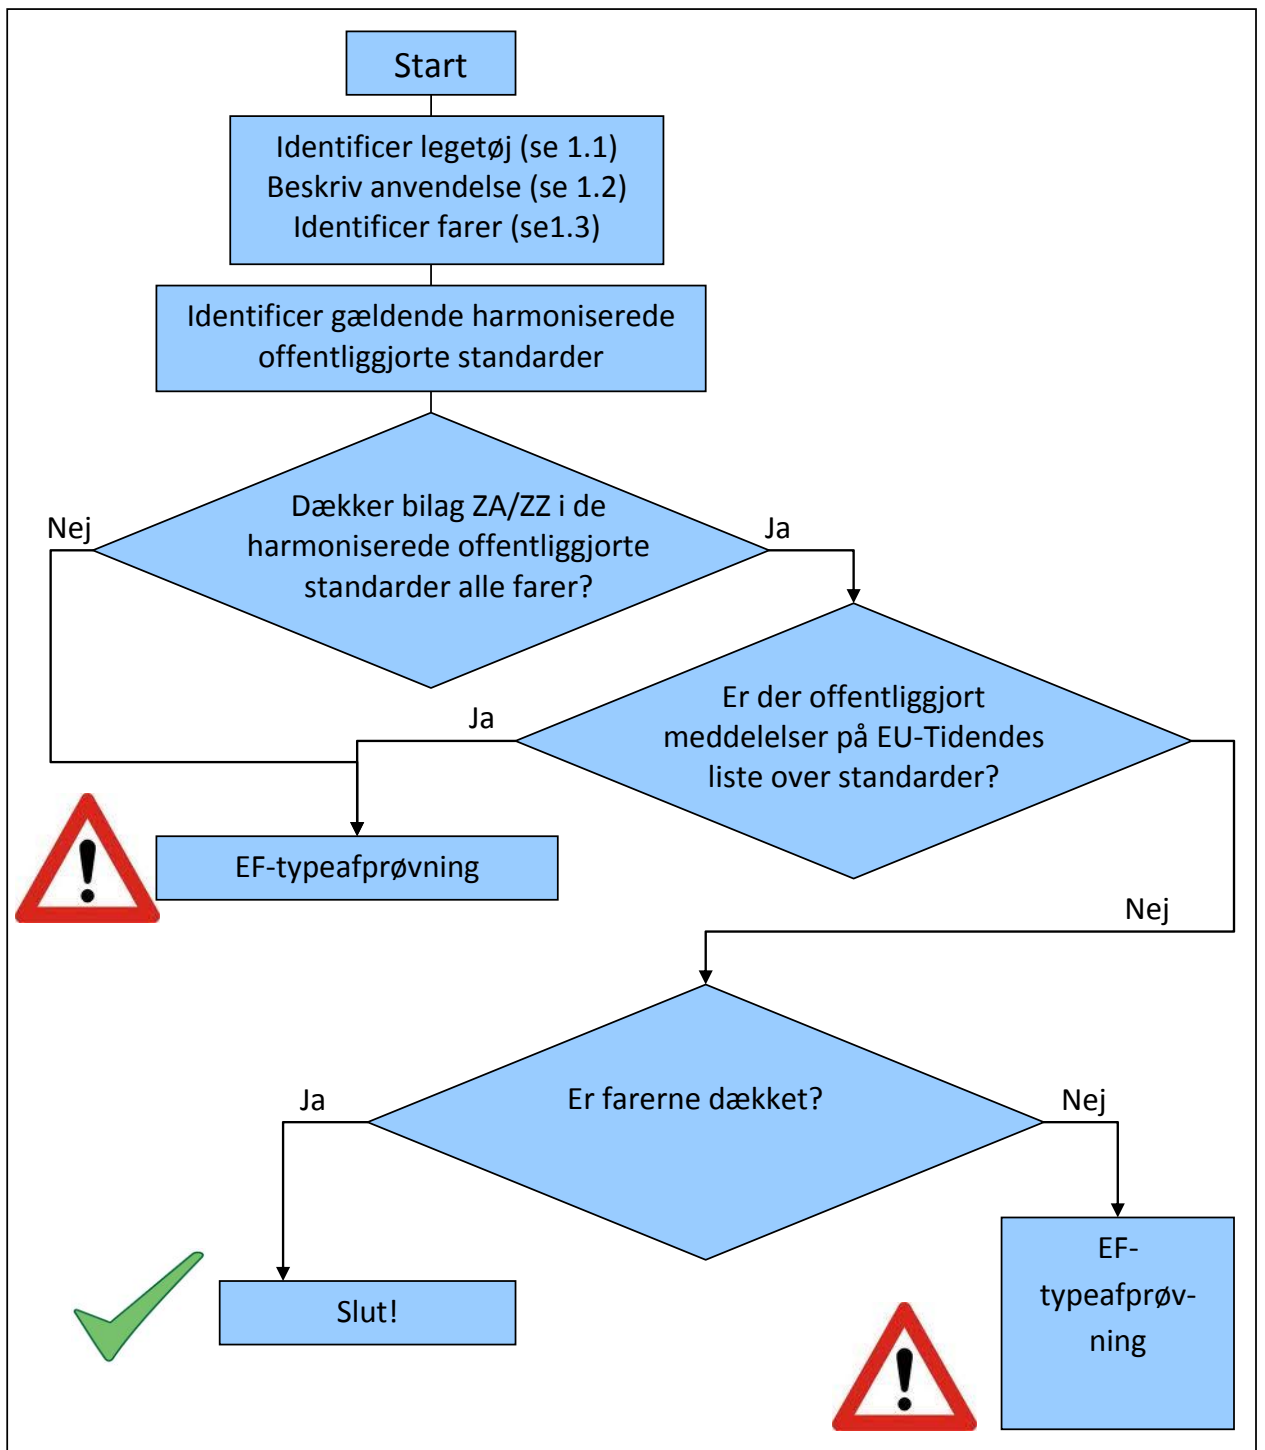 Start
Identificer legetøj (se 1.1)
Beskriv anvendelse (se 1.2)
Identificer farer (se1.3)
Identificer gældende harmoniserede
offentliggjorte standarder
Dækker bilag ZA/ZZ i de
harmoniserede offentliggjorte
standarder alle farer?
Nej
Ja
Er der offentliggjort
meddelelser på EU-Tidendes
liste over standarder?
Ja
EF-typeafprøvning
Nej
Er farerne dækket?
Ja
Nej
Slut!
EF-
typeafprøv-
ning